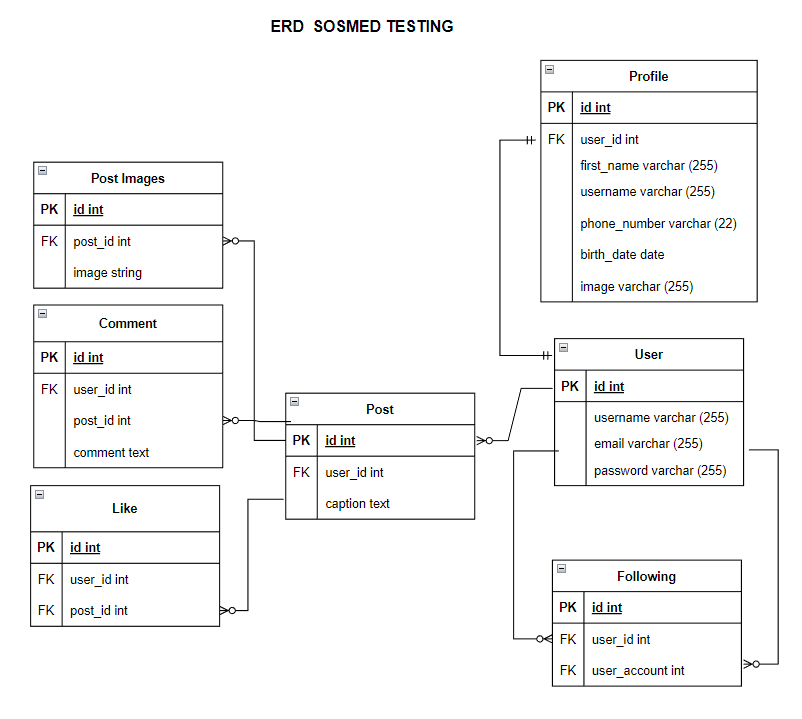 ERD  SOSMED TESTING
Profile
PK id int
FK user_id int
first_name varchar (255)
username varchar (255)
phone_number varchar (22)
birth_date date
image varchar (255)
Post Images
PK id int
FK post_id int
image string
Comment
PK id int
FK user_id int
post_id int
comment text
Like
PK id int
FK user_id int
FK post_id int
Post
PK id int
FK user_id int
caption text
User
PK id int
username varchar (255)
email varchar (255)
password varchar (255)
Following
PK id int
FK user_id int
FK user_account int